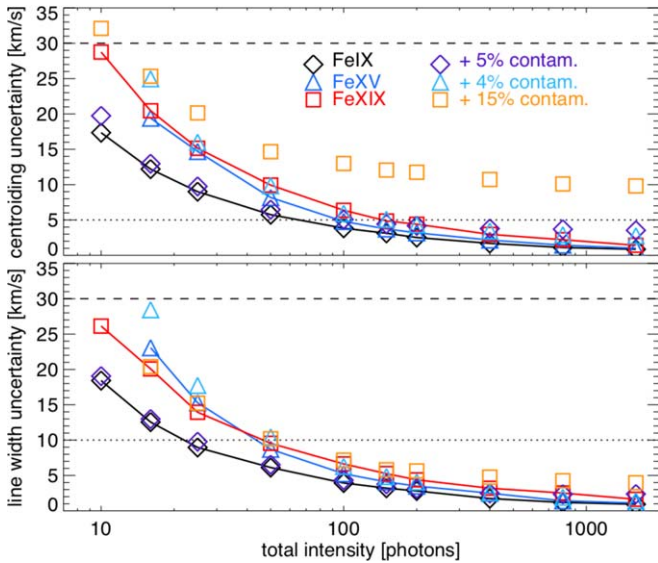 centroiding uncertainty [km/s]
35
30
25
20
15
10
5
0
FeIX
FeXV
FeXIX
+ 5% contam.
+ 4% contam.
+ 15% contam.
line width uncertainty [km/s]
35
30
25
20
15
10
5
0
10
100
1000
total intensity [photons]